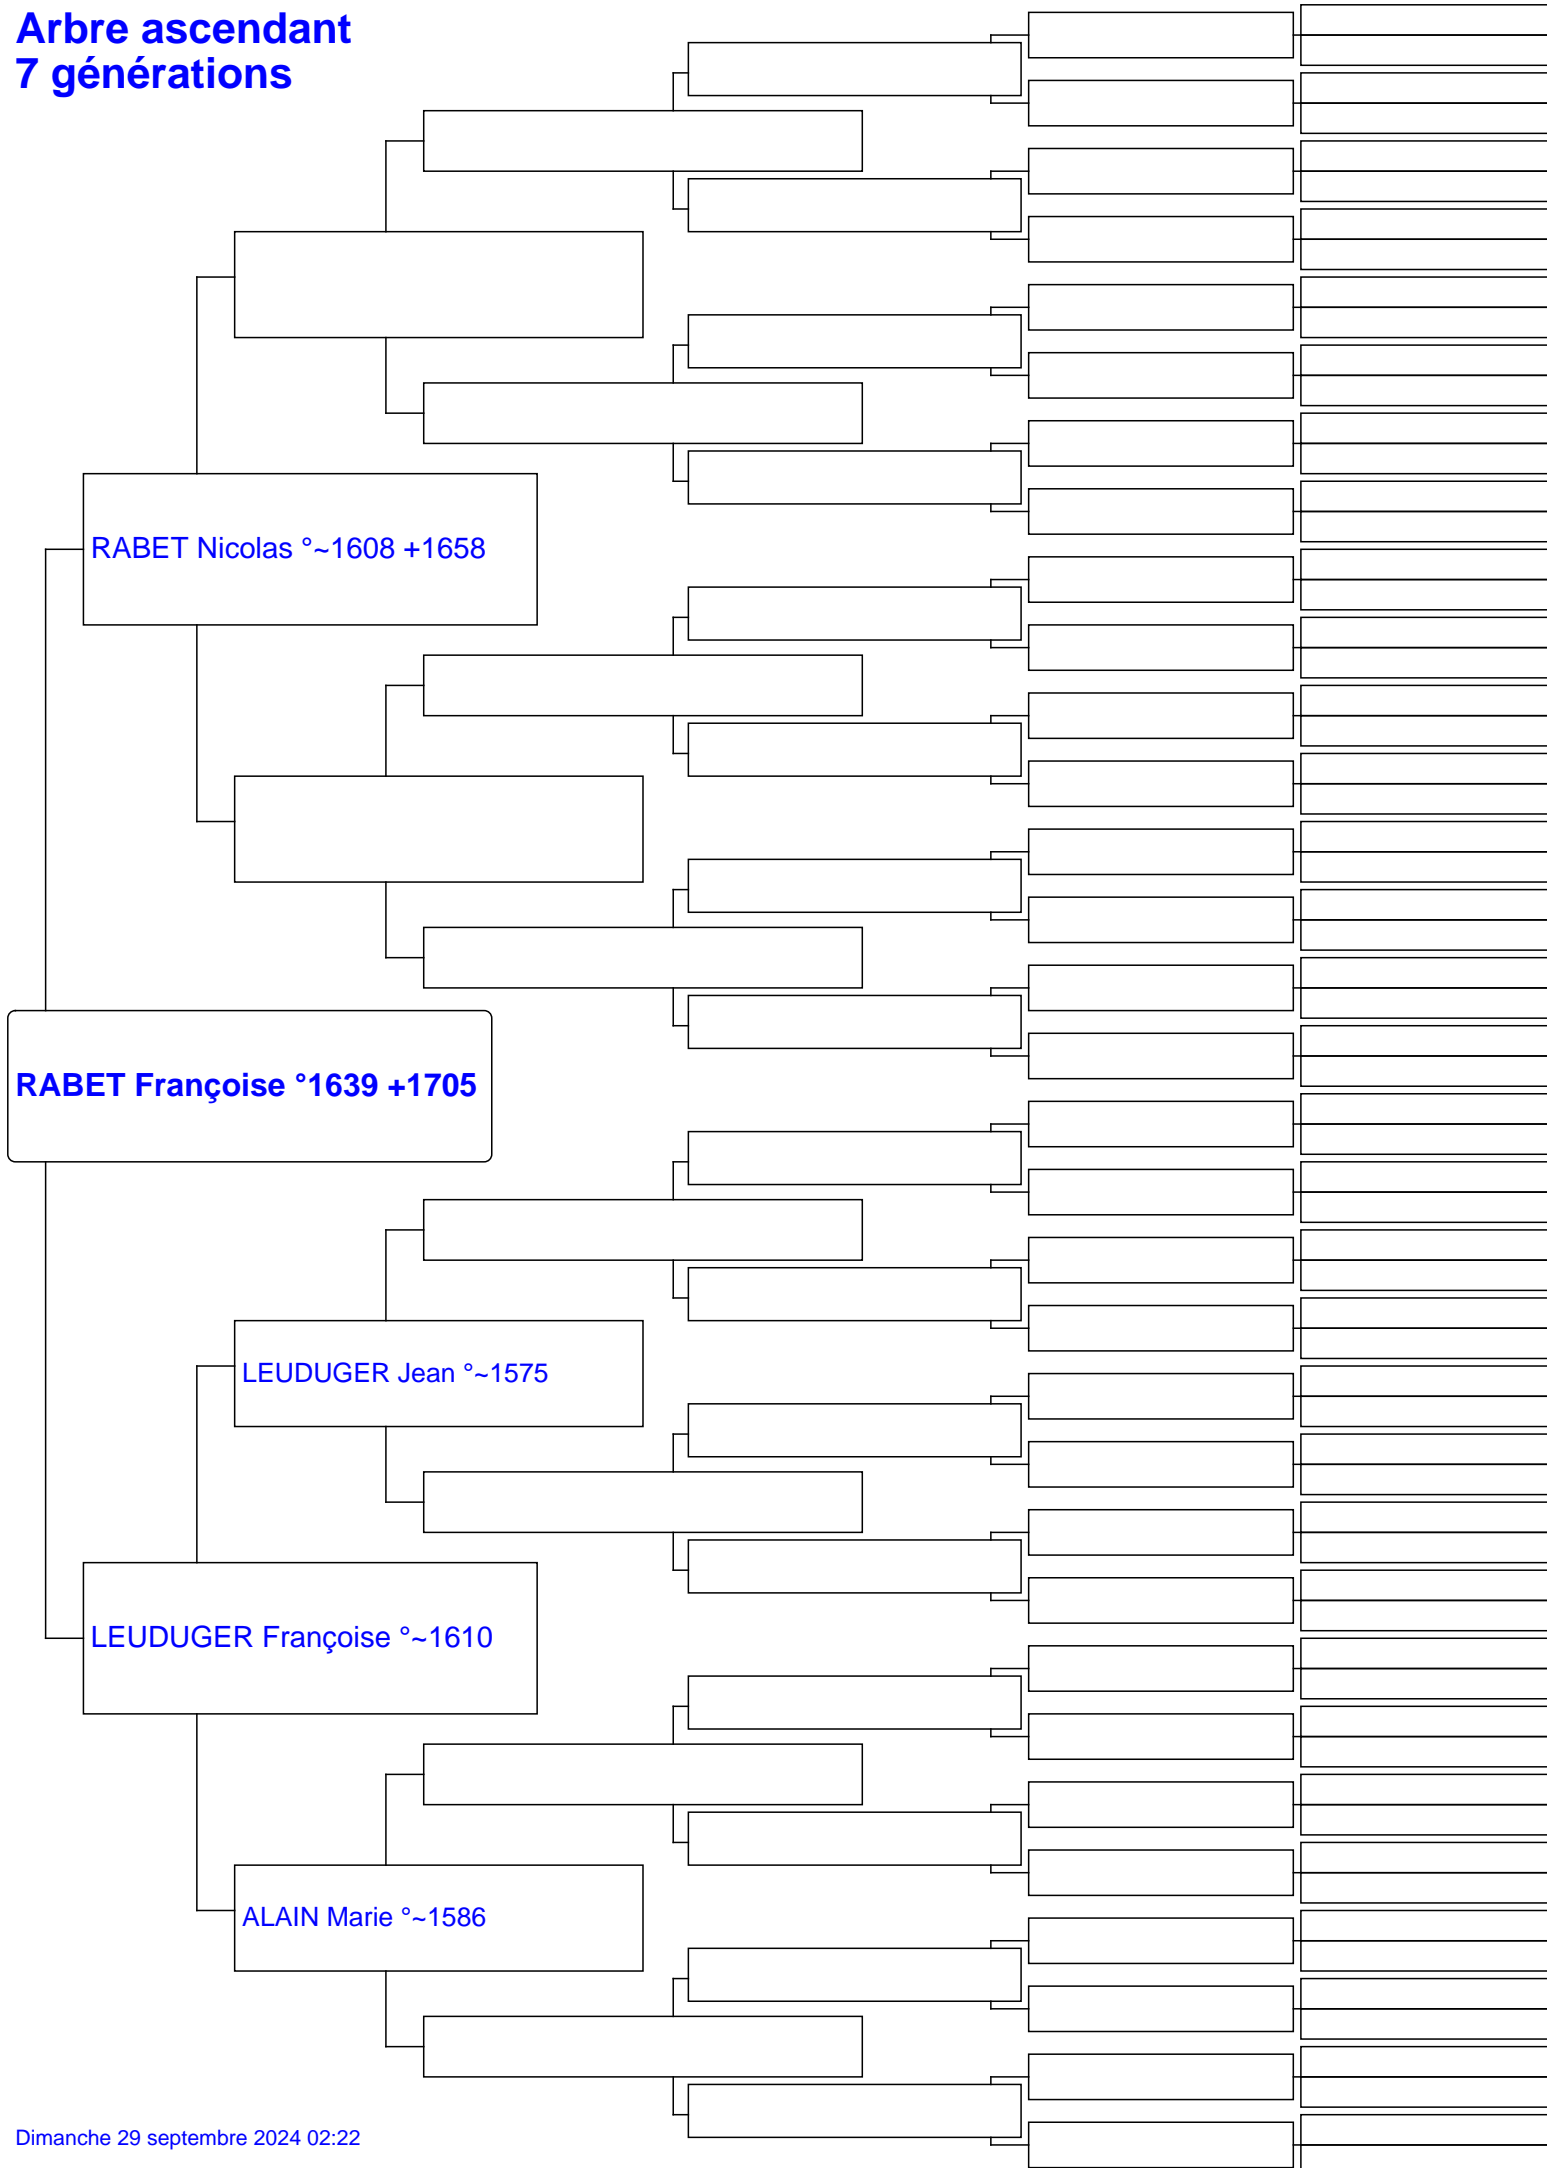 Arbre ascendant
7 générations
RABET Nicolas °~1608 +1658
RABET Françoise °1639 +1705
LEUDUGER Jean °~1575
LEUDUGER Françoise °~1610
ALAIN Marie °~1586
Dimanche 29 septembre 2024 02:22